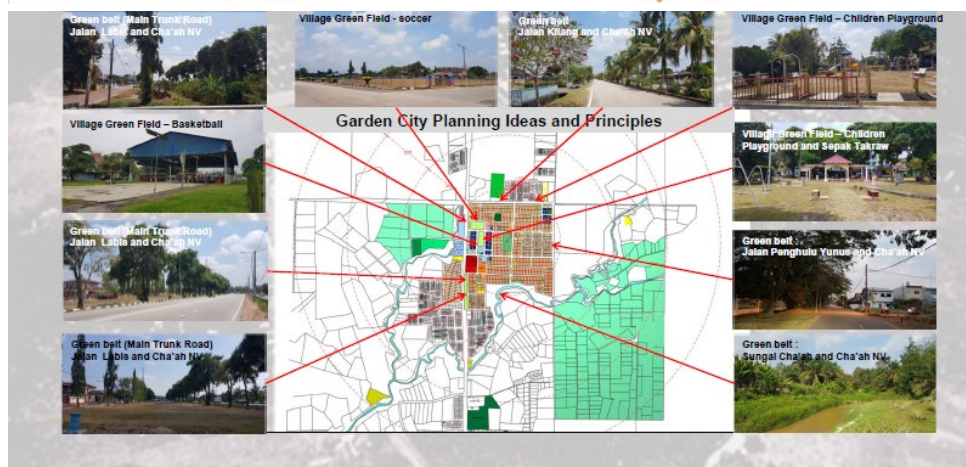 Green belt (Main Trunk Road)
Jalan Labis and Cha'ah NV
Village Green Field - soccer
Green belt
Jalan Kilang and Cha'ah NV
Village Green Field – Children Playground
Village Green Field – Basketball
Garden City Planning Ideas and Principles
Village Green Field – Children
Playground and Sepak Takraw
Green belt (Main Trunk Road)
Jalan Labis and Cha'ah NV
Green belt :
Jalan Penghulu Yunus and Cha'ah NV
Green belt (Main Trunk Road)
Jalan Labis and Cha'ah NV
Green belt :
Sungai Cha'ah and Cha'ah NV